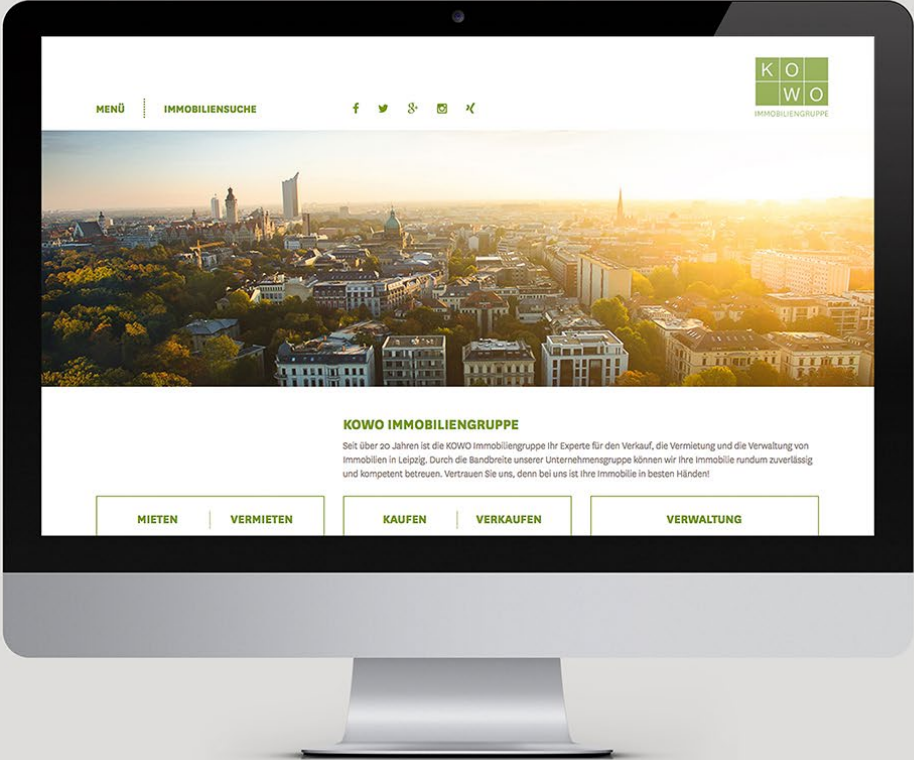 K O
W O
IMMOBILIENGRUPPE
MENÜ IMMOBILIENSUCHE
KOWO IMMOBILIENGRUPPE
Seit über 20 Jahren ist die KOWO Immobiliengruppe Ihr Experte für den Verkauf, die Vermietung und die Verwaltung von
Immobilien in Leipzig. Durch die Bandbreite unserer Unternehmensgruppe können wir Ihre Immobilie rundum zuverlässig
und kompetent betreuen. Vertrauen Sie uns, denn bei uns ist Ihre Immobilie in besten Händen!
MIETEN VERMIETEN KAUFEN VERKAUFEN VERWALTUNG